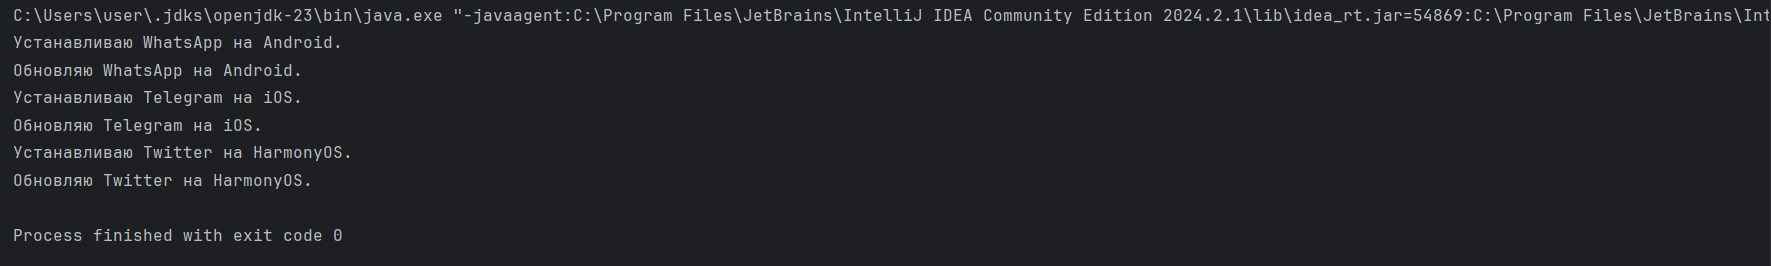 C:\Users\user\.jdks\openjdk-23\bin\java.exe "-javaagent:C:\Program Files\JetBrains\IntelliJ IDEA Community Edition 2024.2.1\lib\idea_rt.jar=54869:C:\Program Files\JetBrains\Int
Устанавливаю WhatsApp на Android.
Обновляю WhatsApp на Android.
Устанавливаю Telegram на iOS.
Обновляю Telegram на iOS.
Устанавливаю Twitter на HarmonyOS.
Обновляю Twitter на HarmonyOS.
Process finished with exit code 0